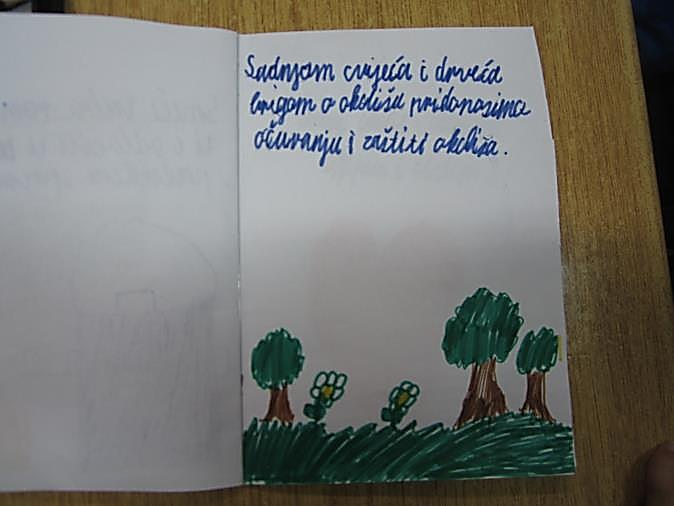 Sadnjom cvijeća i drveća
brigom o okolišu pridonosimo
očuvanju i zaštiti okoliša.